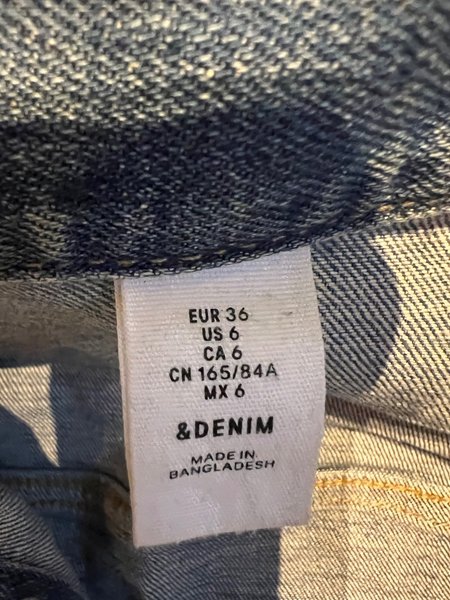 EUR 36
US 6
CA 6
CN 165/84A
MX 6
&DENIM
MADE IN
BANGLADESH